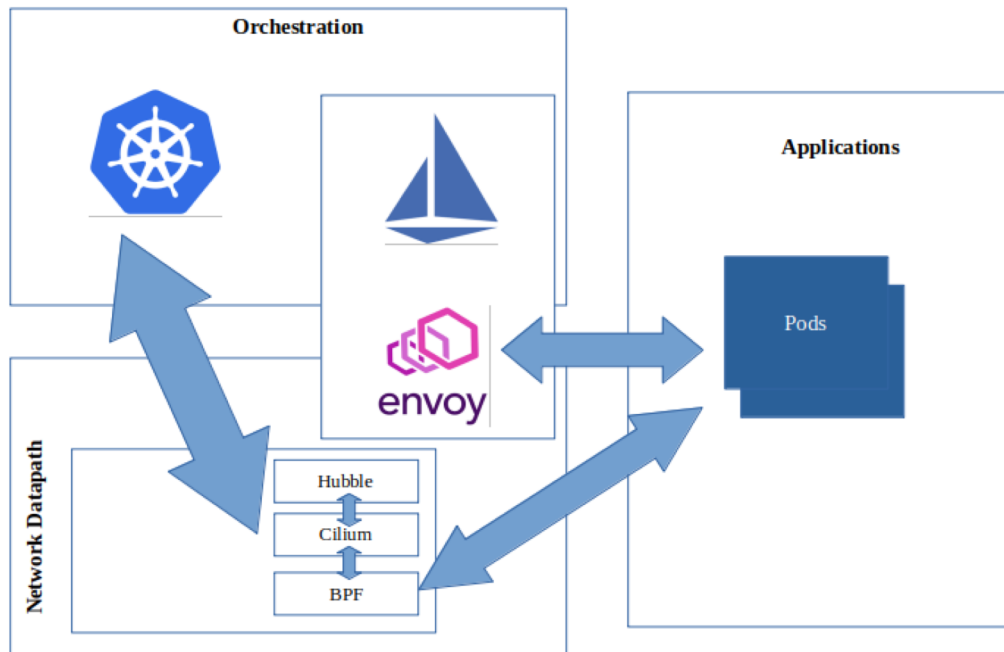 Orchestration
Applications
Pods
envoy
Network Datapath
Hubble
Cilium
BPF